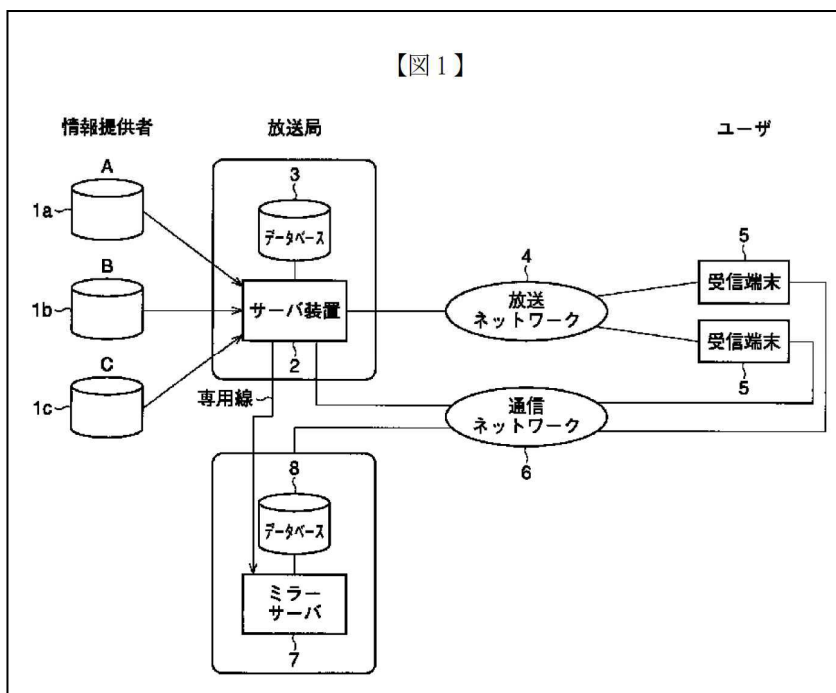 【図1】
情報提供者
放送局
ユーザ
A
1a
B
1b
C
1c
3
データベース
サーバ装置
2
専用線
4
放送
ネットワーク
5
受信端末
受信端末
5
通信
ネットワーク
6
8
データベース
ミラー
サーバ
7